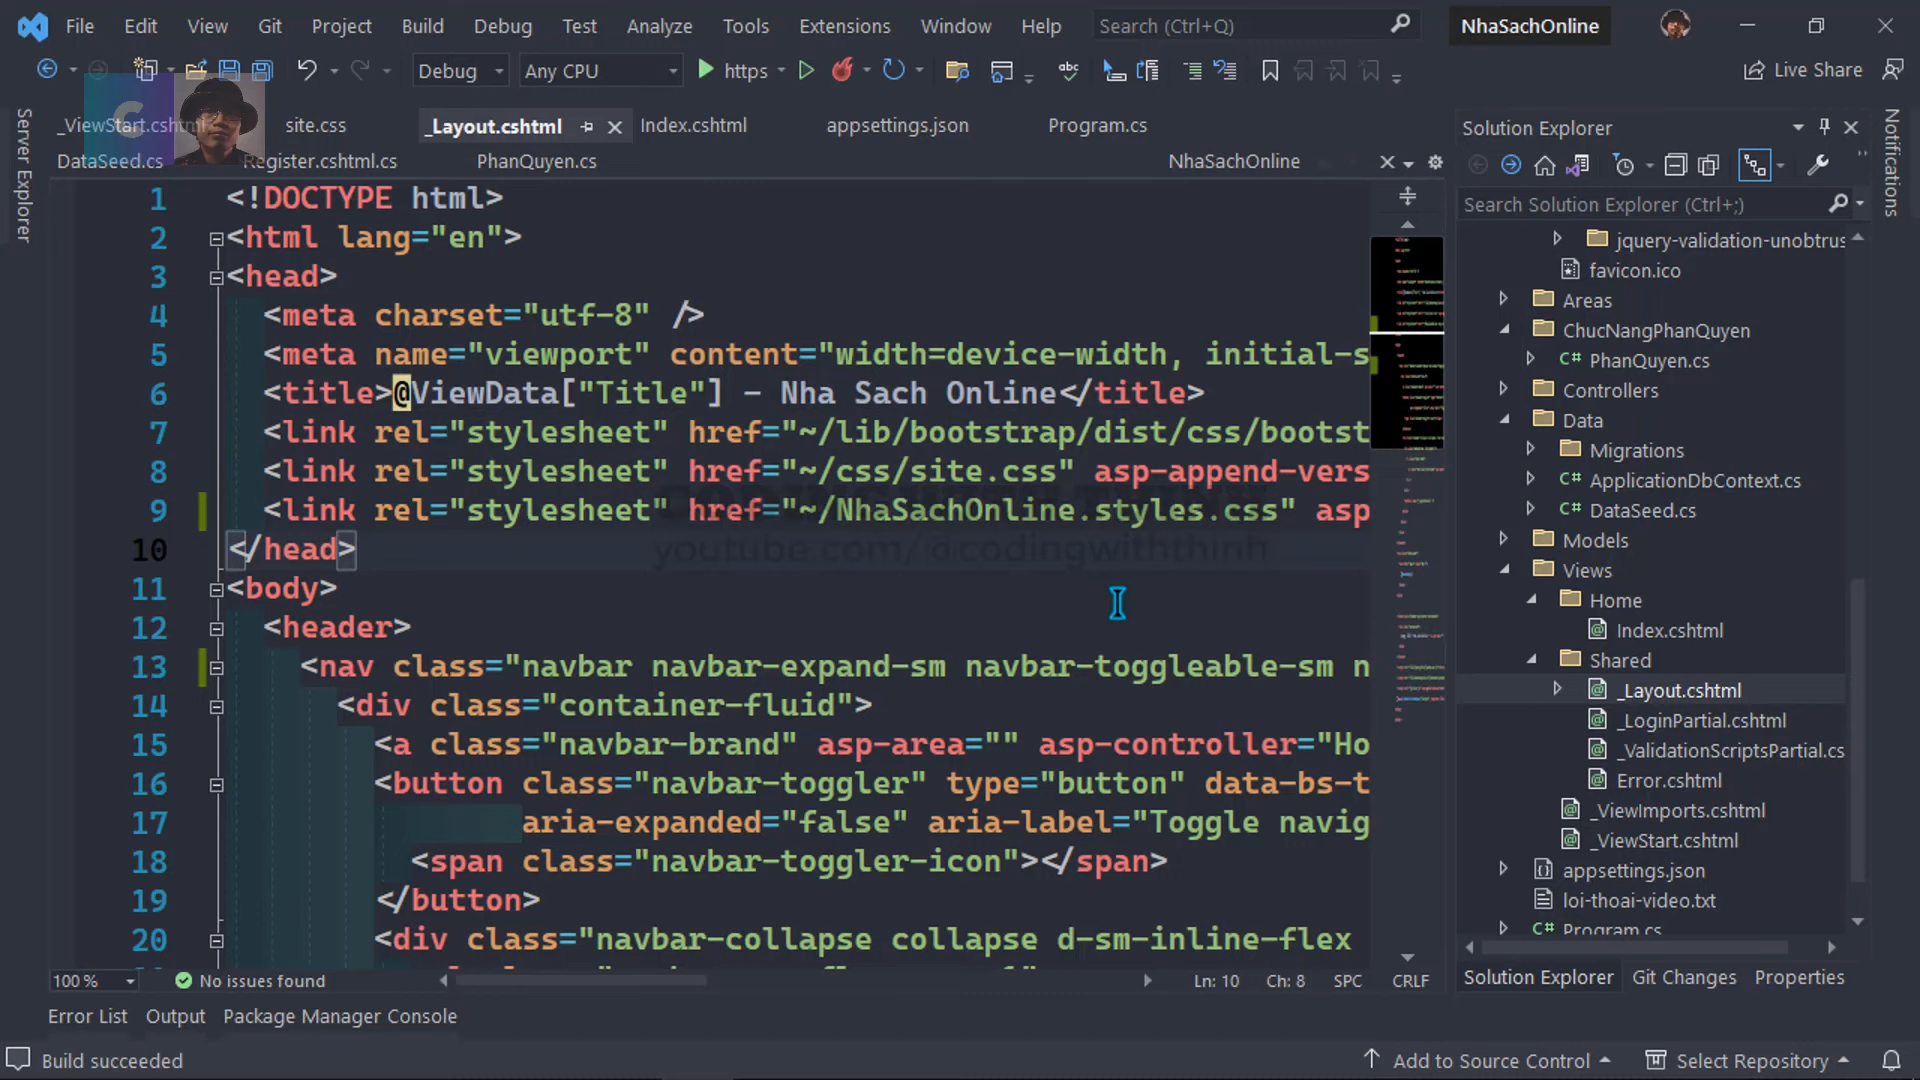 File Edit View Git Project Build Debug Test Analyze Tools Extensions Window Help Search (Ctrl+Q) NhaSachOnline
Debug Any CPU https Live Share
_ViewStart.cshtml site.css _Layout.cshtml Index.cshtml appsettings.json Program.cs
DataSeed.cs Register.cshtml.cs PhanQuyen.cs NhaSachOnline
Server Explorer
1 <!DOCTYPE html>
2 <html lang="en">
3 <head>
4 <meta charset="utf-8" />
5 <meta name="viewport" content="width=device-width, initial-s
6 <title>@ViewData["Title"] - Nha Sach Online</title>
7 <link rel="stylesheet" href="~/lib/bootstrap/dist/css/bootst
8 <link rel="stylesheet" href="~/css/site.css" asp-append-vers
9 <link rel="stylesheet" href="~/NhaSachOnline.styles.css" asp
10 </head>
youtube.com/@codingwiththinh
11 <body>
12 <header>
13 <nav class="navbar navbar-expand-sm navbar-toggleable-sm n
14 <div class="container-fluid">
15 <a class="navbar-brand" asp-area="" asp-controller="Ho
16 <button class="navbar-toggler" type="button" data-bs-t
17 aria-expanded="false" aria-label="Toggle navig
18 <span class="navbar-toggler-icon"></span>
19 </button>
20 <div class="navbar-collapse collapse d-sm-inline-flex
100 % No issues found Ln: 10 Ch: 8 SPC CRLF
Solution Explorer
Search Solution Explorer (Ctrl+;)
jquery-validation-unobtrus
favicon.ico
Areas
ChucNangPhanQuyen
C# PhanQuyen.cs
Controllers
Data
Migrations
C# ApplicationDbContext.cs
C# DataSeed.cs
Models
Views
Home
Index.cshtml
Shared
_Layout.cshtml
_LoginPartial.cshtml
_ValidationScriptsPartial.cs
Error.cshtml
_ViewImports.cshtml
_ViewStart.cshtml
appsettings.json
loi-thoai-video.txt
C# Program.cs
Solution Explorer Git Changes Properties
Notifications
Error List Output Package Manager Console
Build succeeded Add to Source Control Select Repository